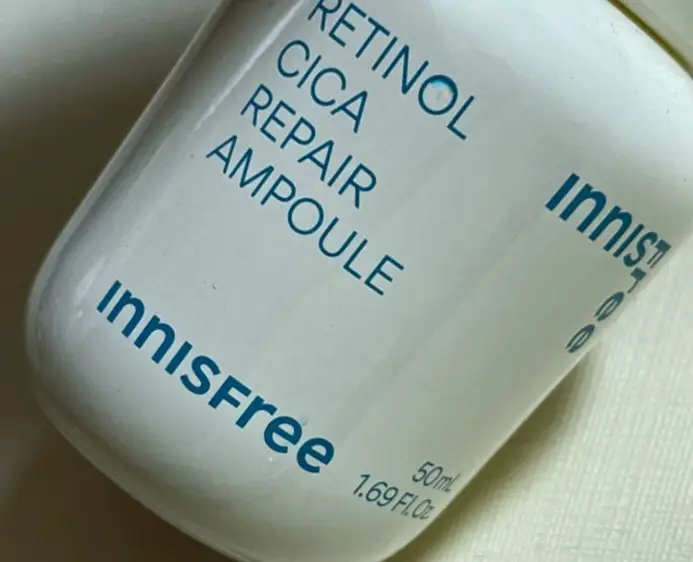 RETINOL
CICA
REPAIR
AMPOULE
INNISFree
INNISFree
50mL
1.69 Fl.Oz